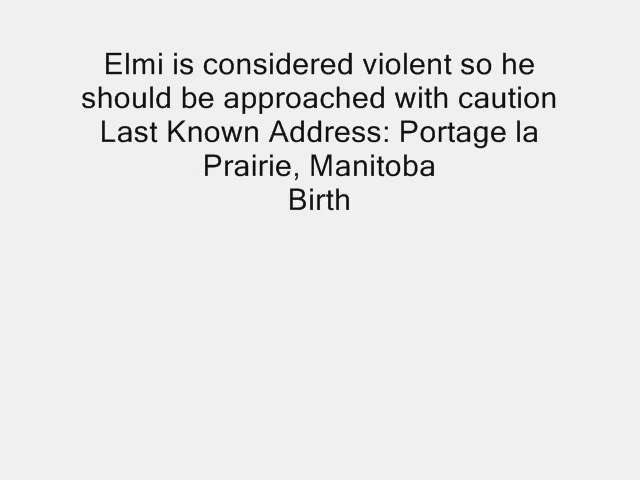 Elmi is considered violent so he
should be approached with caution
Last Known Address: Portage la
Prairie, Manitoba
Birth